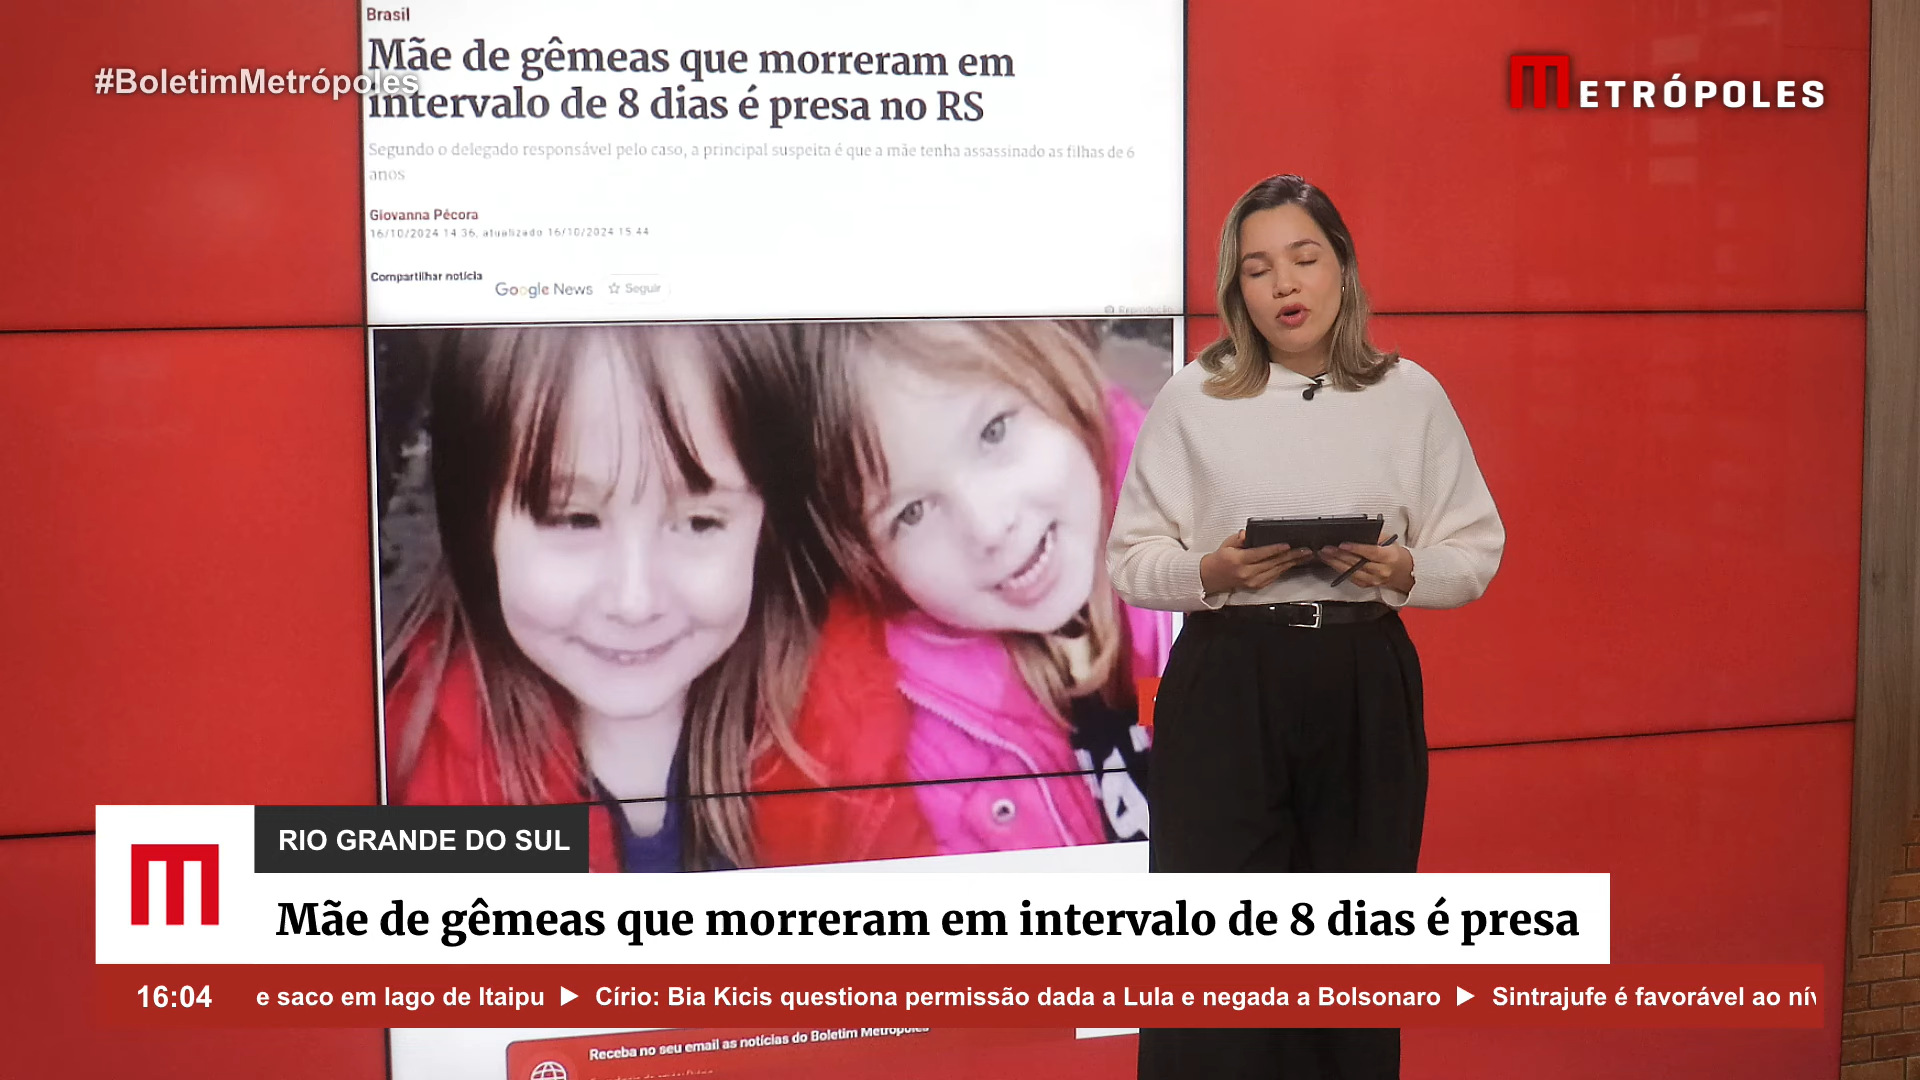 Brasil
Mãe de gêmeas que morreram em
intervalo de 8 dias é presa no RS
#BoletimMetrópoles
METRÓPOLES
Segundo o delegado responsável pelo caso, a principal suspeita é que a mãe tenha assassinado as filhas de 6
anos
Giovanna Pécora
16/10/2024 14:36, atualizado 16/10/2024 15:44
Compartilhar notícia
Google News
Seguir
Reprodução
RIO GRANDE DO SUL
Mãe de gêmeas que morreram em intervalo de 8 dias é presa
16:04
e saco em lago de Itaipu ▶ Círio: Bia Kicis questiona permissão dada a Lula e negada a Bolsonaro ▶ Sintrajufe é favorável ao nív
Receba no seu email as notícias do Boletim Metrópoles